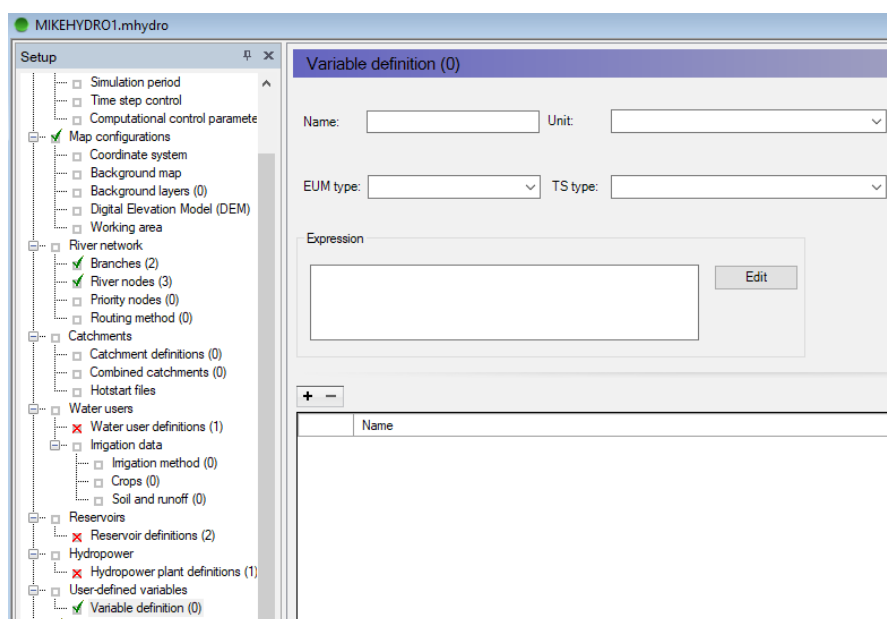 MIKEHYDRO1.mhydro
Setup
Simulation period
Time step control
Computational control paramete
Map configurations
Coordinate system
Background map
Background layers (0)
Digital Elevation Model (DEM)
Working area
River network
Branches (2)
River nodes (3)
Priority nodes (0)
Routing method (0)
Catchments
Catchment definitions (0)
Combined catchments (0)
Hotstart files
Water users
Water user definitions (1)
Irrigation data
Irrigation method (0)
Crops (0)
Soil and runoff (0)
Reservoirs
Reservoir definitions (2)
Hydropower
Hydropower plant definitions (1)
User-defined variables
Variable definition (0)
Variable definition (0)
Name: Unit:
EUM type: TS type:
Expression
Edit
+ −
Name